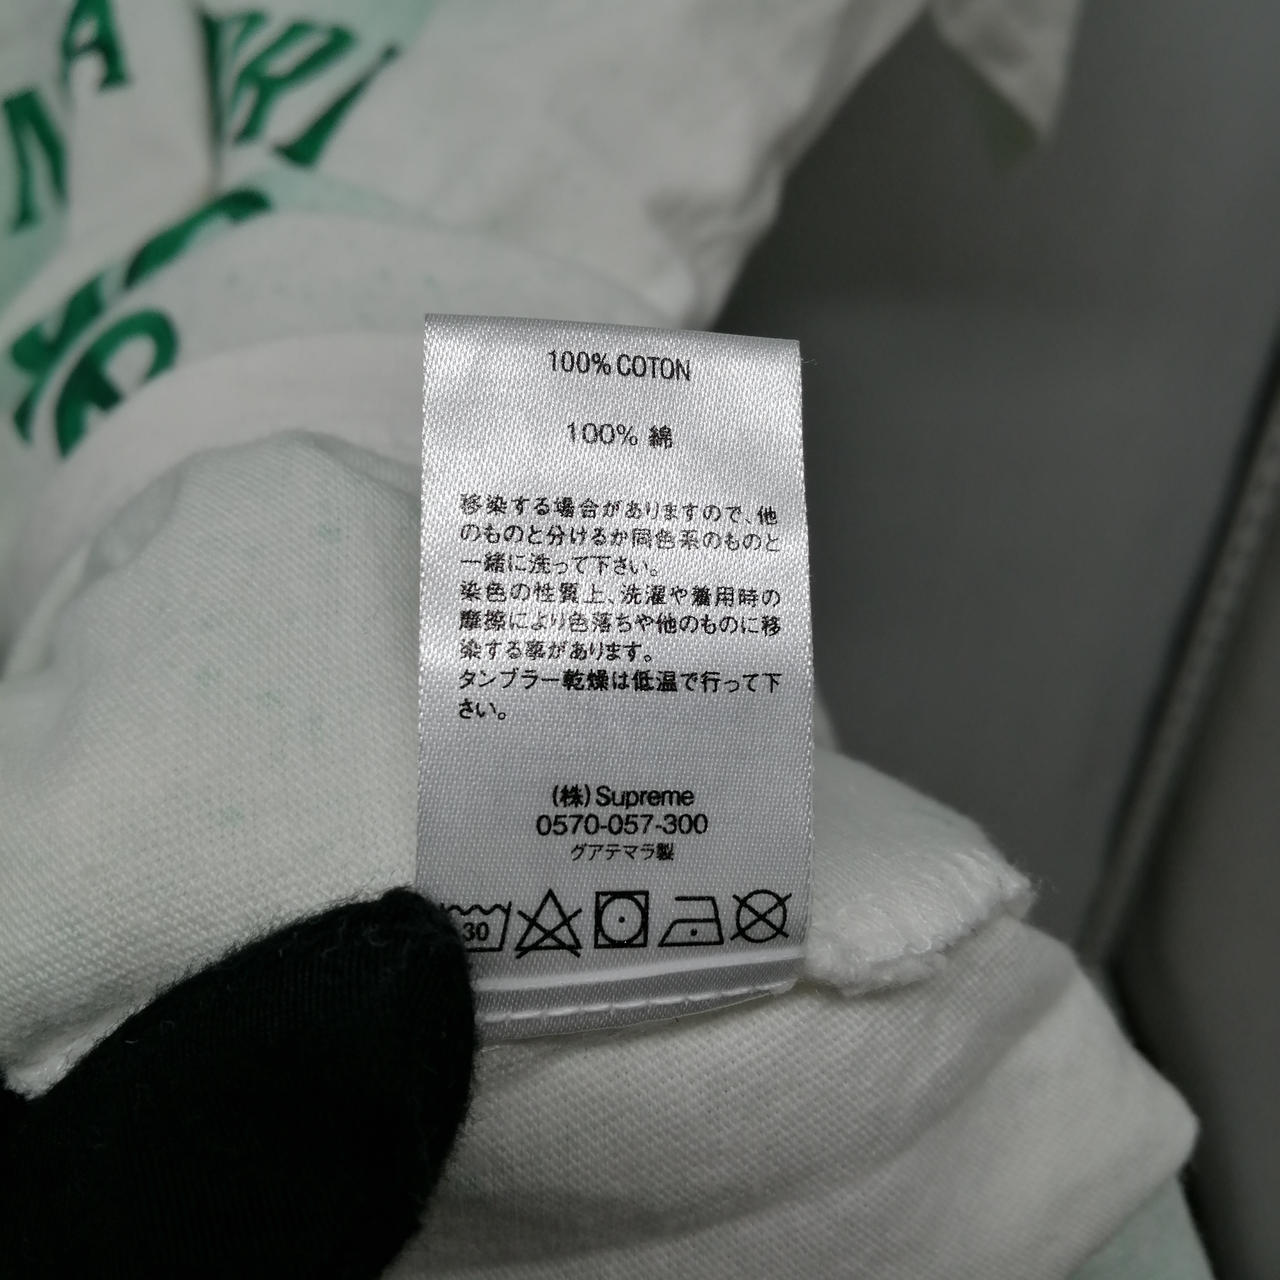 100% COTON
100% 綿
移染する場合がありますので、他
のものと分けるか同色系のものと
一緒に洗って下さい。
染色の性質上、洗濯や着用時の
摩擦により色落ちや他のものに移
染する事があります。
タンブラー乾燥は低温で行って下
さい。
(株)Supreme
0570-057-300
グアテマラ製
30